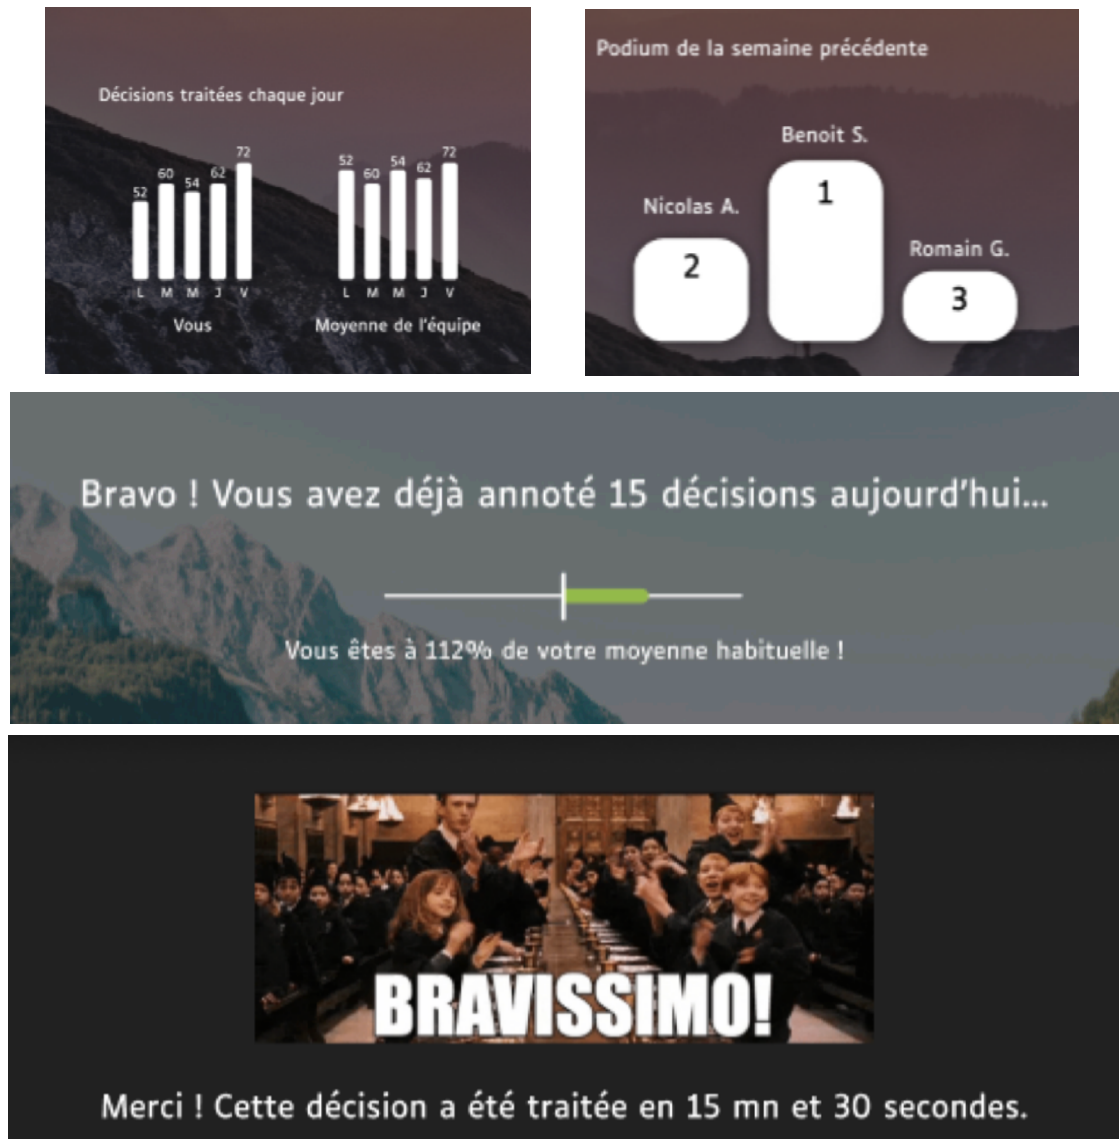 Décisions traitées chaque jour
52 60 54 62 72
L M M J V
Vous
52 60 54 62 72
L M M J V
Moyenne de l'équipe
Podium de la semaine précédente
Benoit S.
1
Nicolas A.
2
Romain G.
3
Bravo ! Vous avez déjà annoté 15 décisions aujourd'hui...
Vous êtes à 112% de votre moyenne habituelle !
BRAVISSIMO!
Merci ! Cette décision a été traitée en 15 mn et 30 secondes.